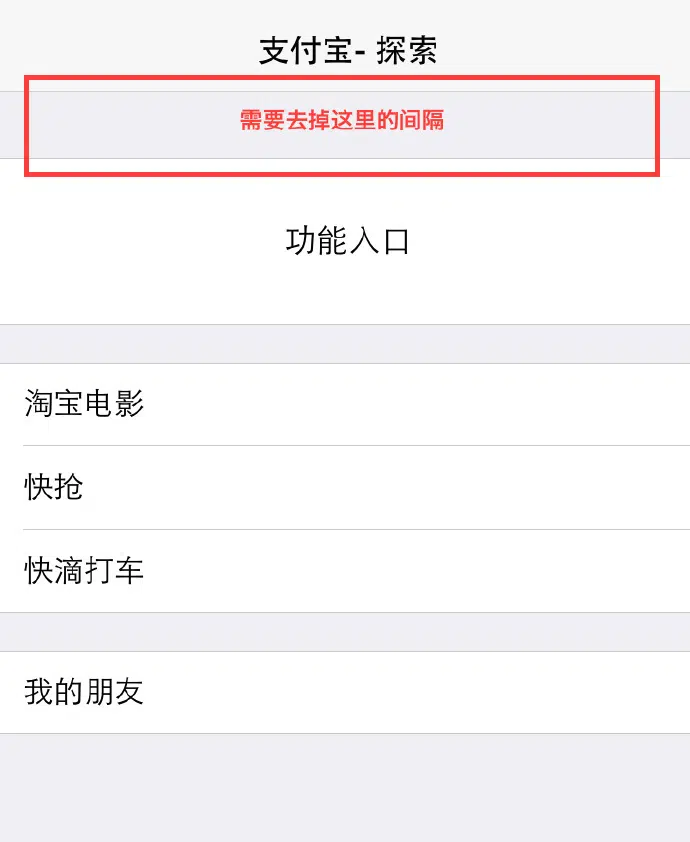 支付宝- 探索
需要去掉这里的间隔
功能入口
淘宝电影
快抢
快滴打车
我的朋友